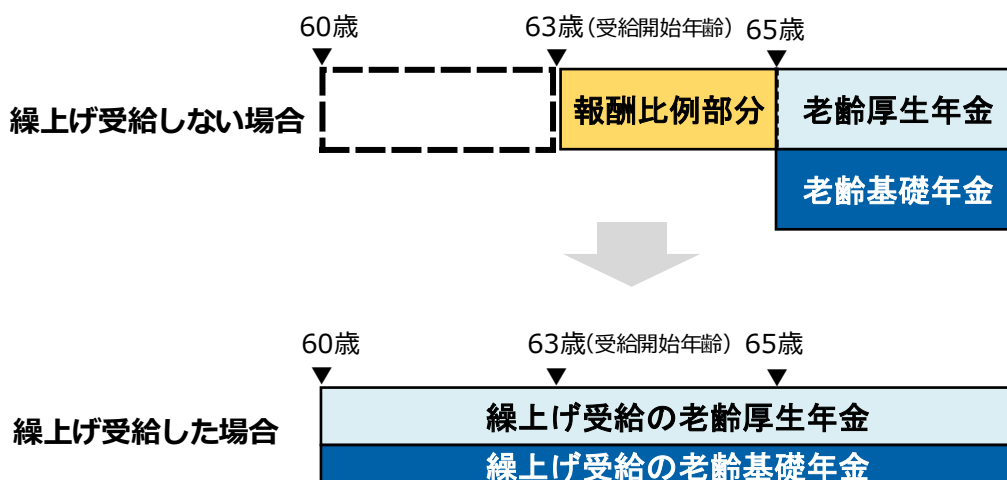 60歳 63歳(受給開始年齢) 65歳
繰上げ受給しない場合
報酬比例部分
老齢厚生年金
老齢基礎年金
60歳 63歳(受給開始年齢) 65歳
繰上げ受給した場合
繰上げ受給の老齢厚生年金
繰上げ受給の老齢基礎年金